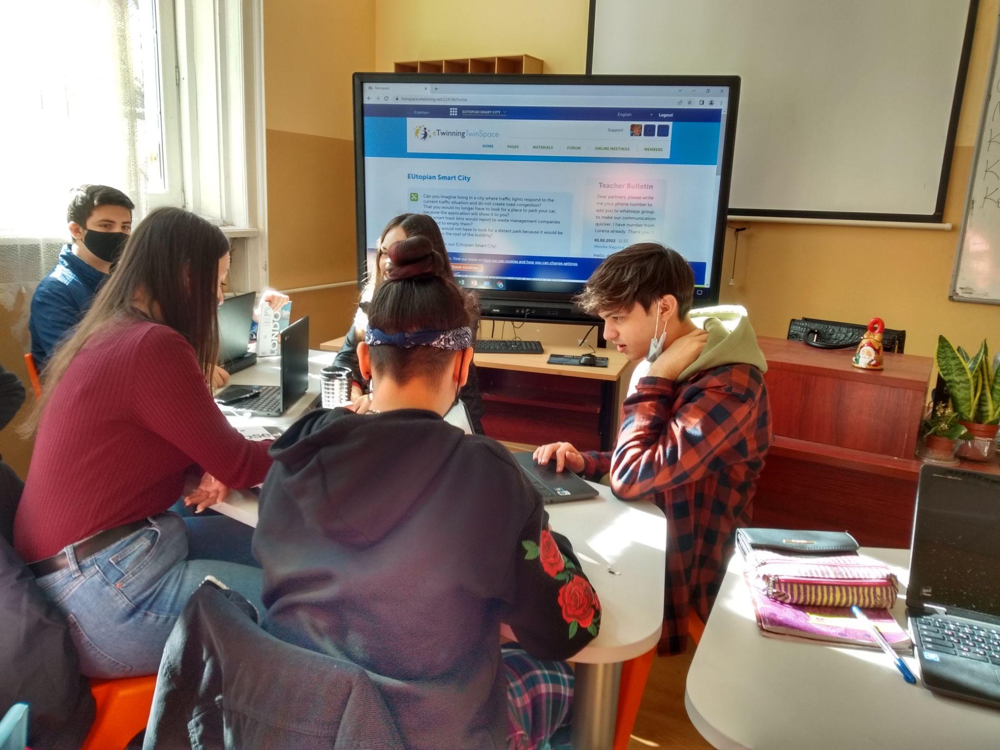 Twinspace
twinspace.etwinning.net/224146/home
Erasmus+
EUTOPIAN SMART CITY
English
Logout
eTwinningTwinSpace
Support
HOME
PAGES
MATERIALS
FORUM
ONLINE MEETINGS
MEMBERS
EUtopian Smart City
Can you imagine living in a city where traffic lights respond to the
current traffic situation and do not create road congestion?
That you would no longer have to look for a place to park your car,
because the application will show it to you?
smart trash bins would report to waste management companies
to empty them?
would not have to look for a distant park because it would be
the roof of the building?
our EUtopian Smart City!
Teacher Bulletin
Dear partners, please write
me your phone number to
add you to whatsapp group
to make our communication
quicker. I have number from
Lorena already. Thank you :)
01.02.2022 11:33
Monika Nagyova
Hello,
Find out more on how we use cookies and how you can change settings.
these cookies
ONDO